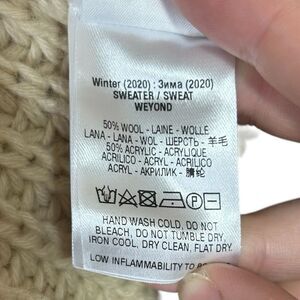 Winter (2020) : Зима (2020)
SWEATER / SWEAT
WEYOND
50% WOOL - LAINE - WOLLE
LANA - LANA - WOL - ШЕРСТЬ - 羊毛
50% ACRYLIC - ACRYLIQUE
ACRILICO - ACRYL - ACRILICO
ACRYL - АКРИЛИК - 腈纶
HAND WASH COLD, DO NOT
BLEACH, DO NOT TUMBLE DRY,
IRON COOL, DRY CLEAN, FLAT DRY
LOW INFLAMMABILITY TO